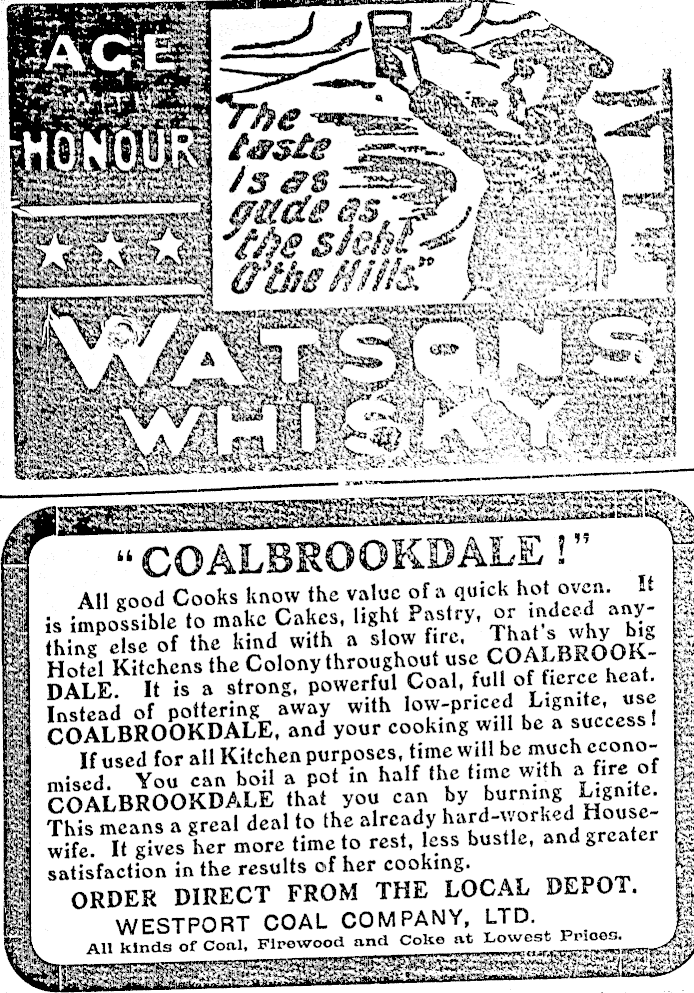 AGE
WITH
HONOUR
"The
taste
Is as
gude as
the sicht
O' the Hills."
WATSONS
WHISKY
"COALBROOKDALE!"
All good Cooks know the value of a quick hot oven. It
is impossible to make Cakes, light Pastry, or indeed any-
thing else of the kind with a slow fire. That's why big
Hotel Kitchens the Colony throughout use COALBROOK-
DALE. It is a strong, powerful Coal, full of fierce heat.
Instead of pottering away with low-priced Lignite, use
COALBROOKDALE, and your cooking will be a success!
If used for all Kitchen purposes, time will be much econo-
mised. You can boil a pot in half the time with a fire of
COALBROOKDALE that you can by burning Lignite.
This means a greal deal to the already hard-worked House-
wife. It gives her more time to rest, less bustle, and greater
satisfaction in the results of her cooking.
ORDER DIRECT FROM THE LOCAL DEPOT.
WESTPORT COAL COMPANY, LTD.
All kinds of Coal, Firewood and Coke at Lowest Prices.